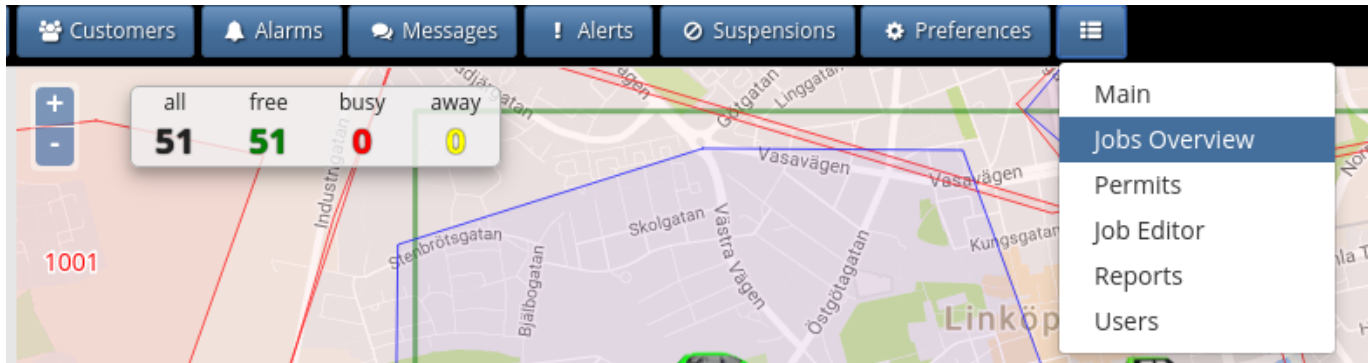 Customers Alarms Messages Alerts Suspensions Preferences
+
-
all free busy away
51 51 0 0
Main
Jobs Overview
Permits
Job Editor
Reports
Users
Götgatan
Linggatan
Industrigatan
Vasavägen
Vasavägen
Skolgatan
Stenbrötsgatan
Västra Vägen
Kungsgatan
Östgötagatan
Bjälbogatan
1001
Linköp